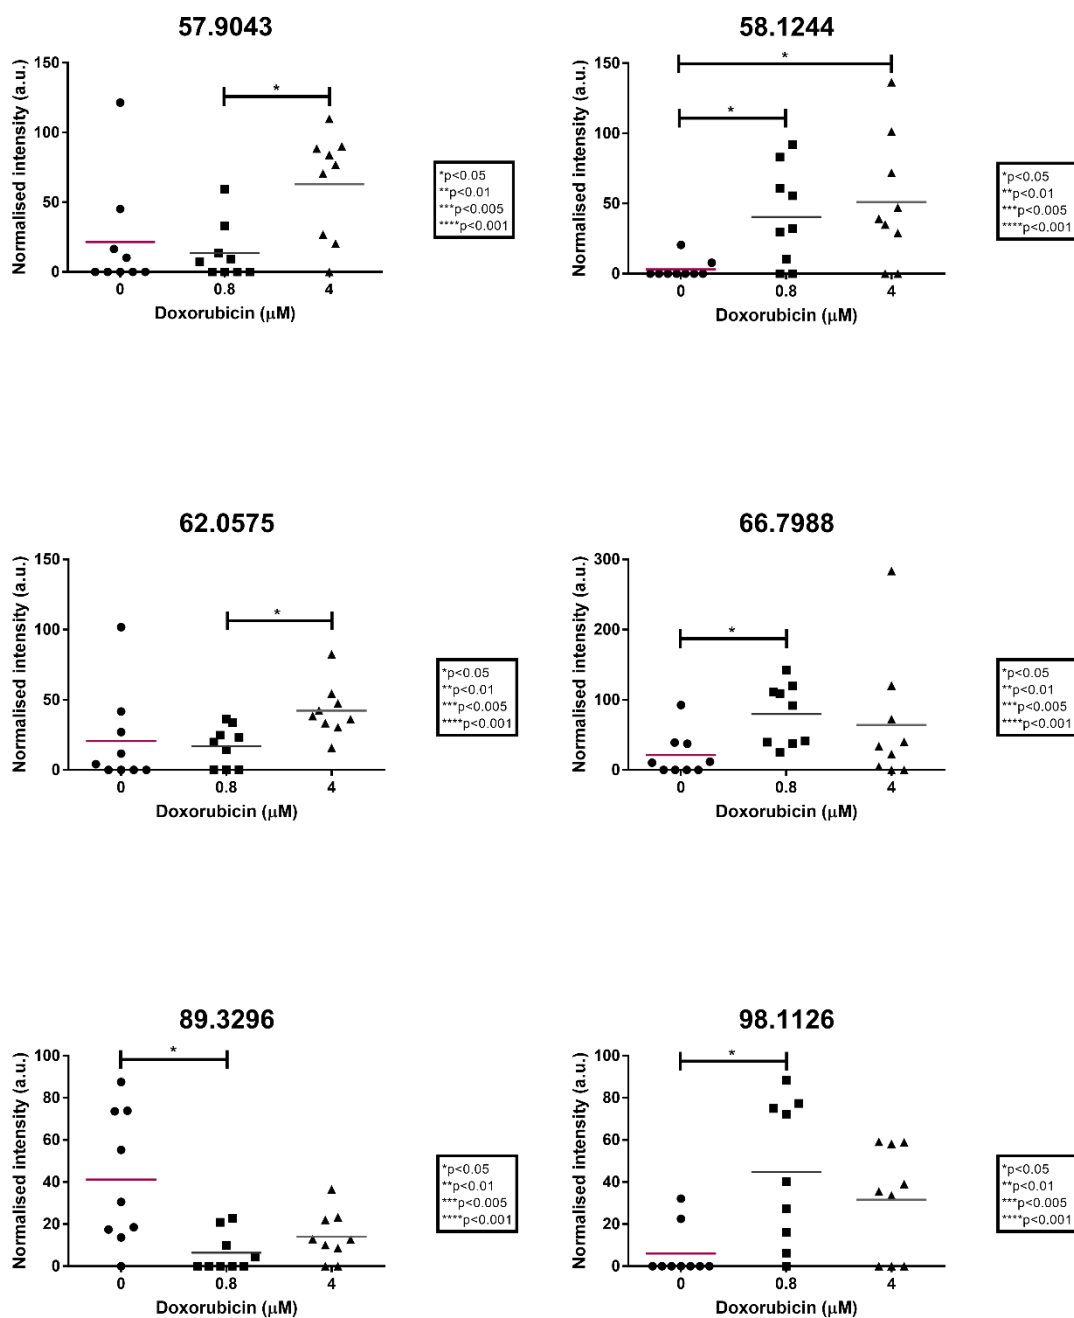 57.9043
Normalised intensity (a.u.)
150
100
50
0
*
0
0.8
4
Doxorubicin (μM)
*p<0.05
**p<0.01
***p<0.005
****p<0.001
58.1244
Normalised intensity (a.u.)
150
100
50
0
*
*
0
0.8
4
Doxorubicin (μM)
*p<0.05
**p<0.01
***p<0.005
****p<0.001
62.0575
Normalised intensity (a.u.)
150
100
50
0
*
0
0.8
4
Doxorubicin (μM)
*p<0.05
**p<0.01
***p<0.005
****p<0.001
66.7988
Normalised intensity (a.u.)
300
200
100
0
*
0
0.8
4
Doxorubicin (μM)
*p<0.05
**p<0.01
***p<0.005
****p<0.001
89.3296
Normalised intensity (a.u.)
100
80
60
40
20
0
*
0
0.8
4
Doxorubicin (μM)
*p<0.05
**p<0.01
***p<0.005
****p<0.001
98.1126
Normalised intensity (a.u.)
100
80
60
40
20
0
*
0
0.8
4
Doxorubicin (μM)
*p<0.05
**p<0.01
***p<0.005
****p<0.001